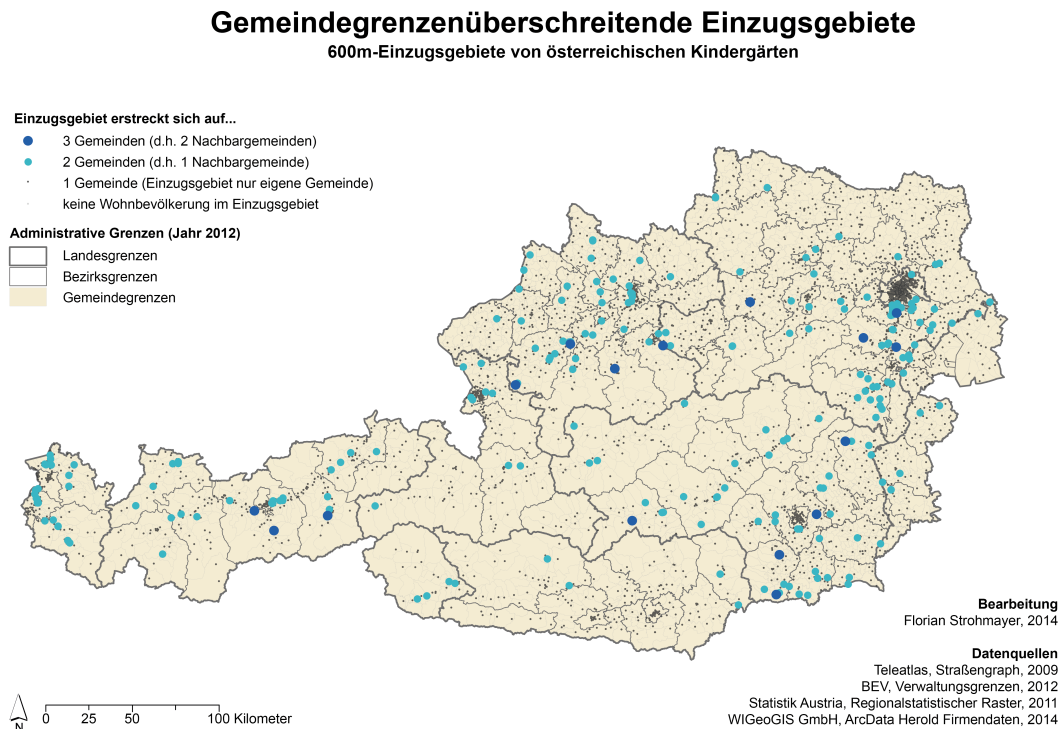 Gemeindegrenzenüberschreitende Einzugsgebiete
600m-Einzugsgebiete von österreichischen Kindergärten
Einzugsgebiet erstreckt sich auf...
3 Gemeinden (d.h. 2 Nachbargemeinden)
2 Gemeinden (d.h. 1 Nachbargemeinde)
1 Gemeinde (Einzugsgebiet nur eigene Gemeinde)
keine Wohnbevölkerung im Einzugsgebiet
Administrative Grenzen (Jahr 2012)
Landesgrenzen
Bezirksgrenzen
Gemeindegrenzen
Bearbeitung
Florian Strohmayer, 2014
Datenquellen
Teleatlas, Straßengraph, 2009
BEV, Verwaltungsgrenzen, 2012
Statistik Austria, Regionalstatistischer Raster, 2011
WIGeoGIS GmbH, ArcData Herold Firmendaten, 2014
N
0 25 50 100 Kilometer